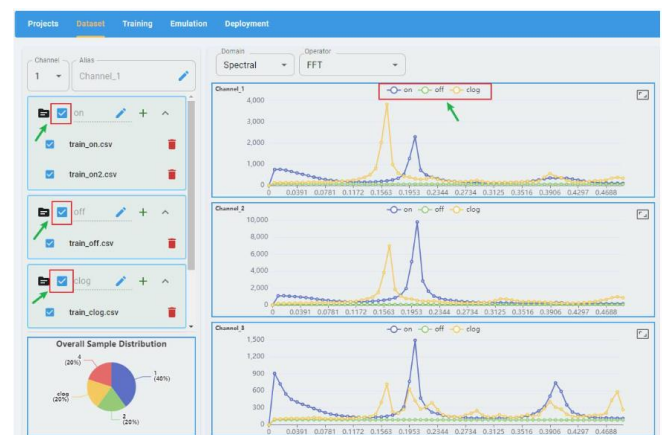 Projects Dataset Training Emulation Deployment
Channel Alias
1 Channel_1
on
train_on.csv
train_on2.csv
off
train_off.csv
clog
train_clog.csv
Overall Sample Distribution
4
(20%)
1
(40%)
clog
(20%)
2
(20%)
Domain Operator
Spectral FFT
Channel_1
on off clog
4,000
3,000
2,000
1,000
0
0 0.0391 0.0781 0.1172 0.1563 0.1953 0.2344 0.2734 0.3125 0.3516 0.3906 0.4297 0.4688
Channel_2
on off clog
10,000
8,000
6,000
4,000
2,000
0
0 0.0391 0.0781 0.1172 0.1563 0.1953 0.2344 0.2734 0.3125 0.3516 0.3906 0.4297 0.4688
on off clog
1,500
1,200
900
600
300
0
0 0.0391 0.0781 0.1172 0.1563 0.1953 0.2344 0.2734 0.3125 0.3516 0.3906 0.4297 0.4688